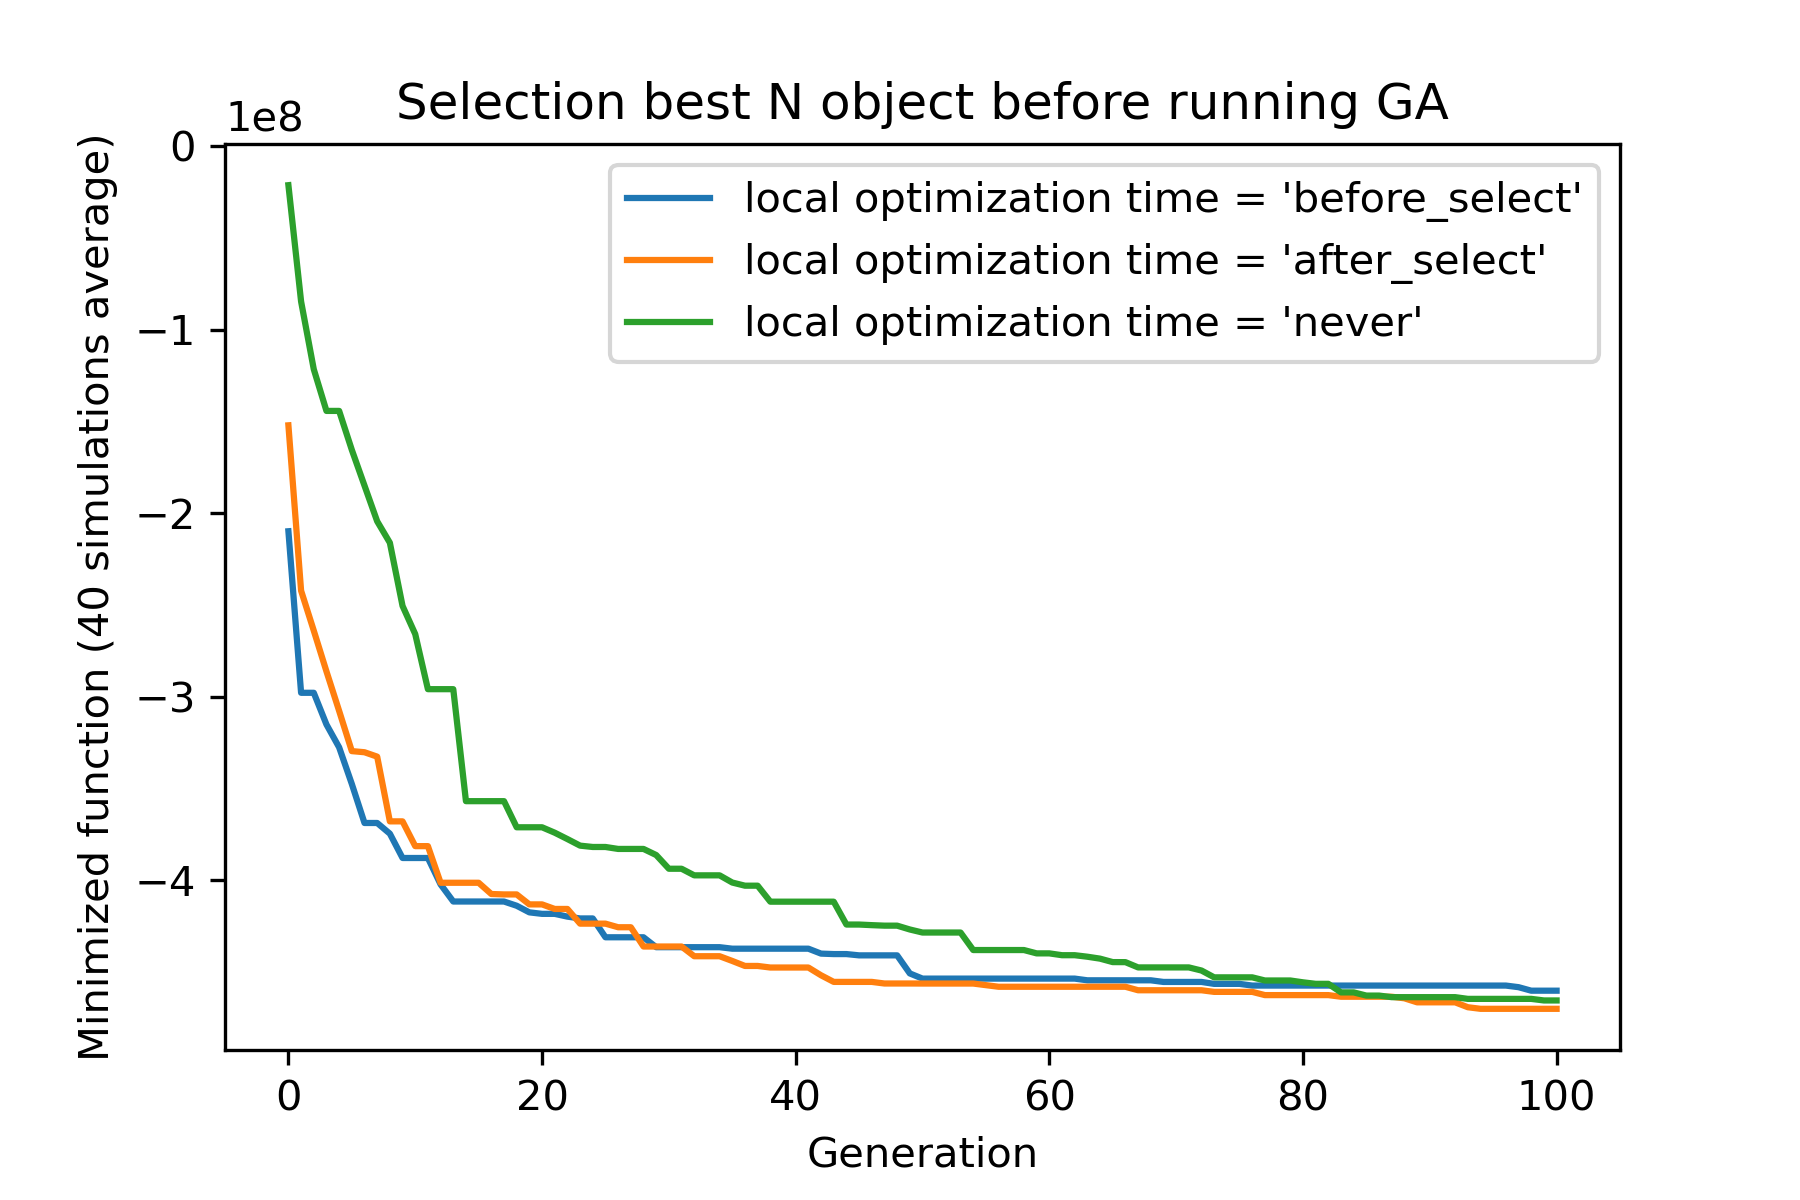 Selection best N object before running GA
1e8
0
−1
−2
−3
−4
Minimized function (40 simulations average)
local optimization time = 'before_select'
local optimization time = 'after_select'
local optimization time = 'never'
0 20 40 60 80 100
Generation